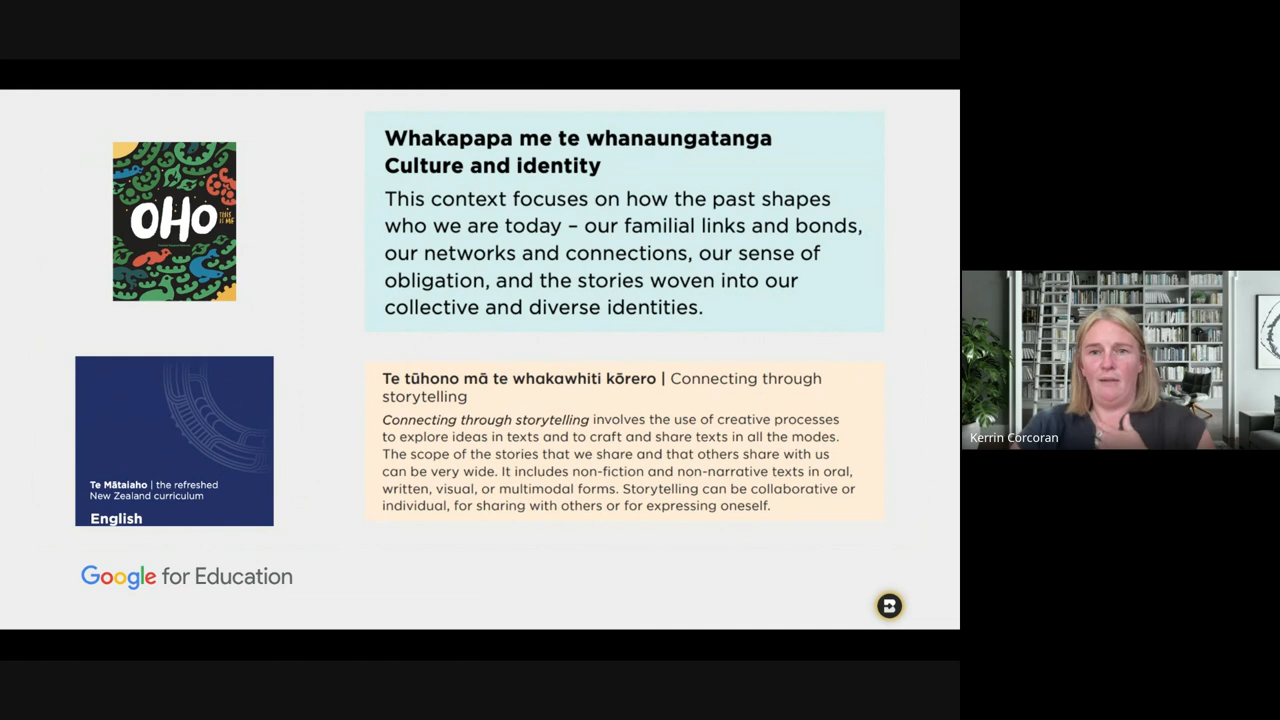 Whakapapa me te whanaungatanga
Culture and identity
This context focuses on how the past shapes
who we are today – our familial links and bonds,
our networks and connections, our sense of
obligation, and the stories woven into our
collective and diverse identities.
OHO
THIS
IS ME
Te tūhono mā te whakawhiti kōrero | Connecting through
storytelling
Connecting through storytelling involves the use of creative processes
to explore ideas in texts and to craft and share texts in all the modes.
The scope of the stories that we share and that others share with us
can be very wide. It includes non-fiction and non-narrative texts in oral,
written, visual, or multimodal forms. Storytelling can be collaborative or
individual, for sharing with others or for expressing oneself.
Te Mātaiaho | the refreshed
New Zealand curriculum
English
Google for Education
Kerrin Corcoran